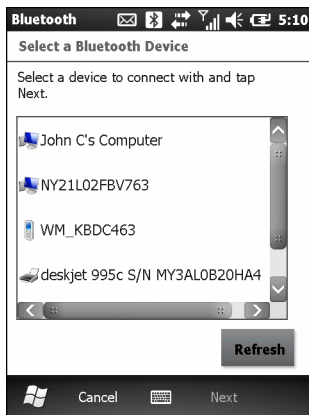 Bluetooth 5:10
Select a Bluetooth Device
Select a device to connect with and tap
Next.
John C's Computer
NY21L02FBV763
WM_KBDC463
deskjet 995c S/N MY3AL0B20HA4
Refresh
Cancel Next